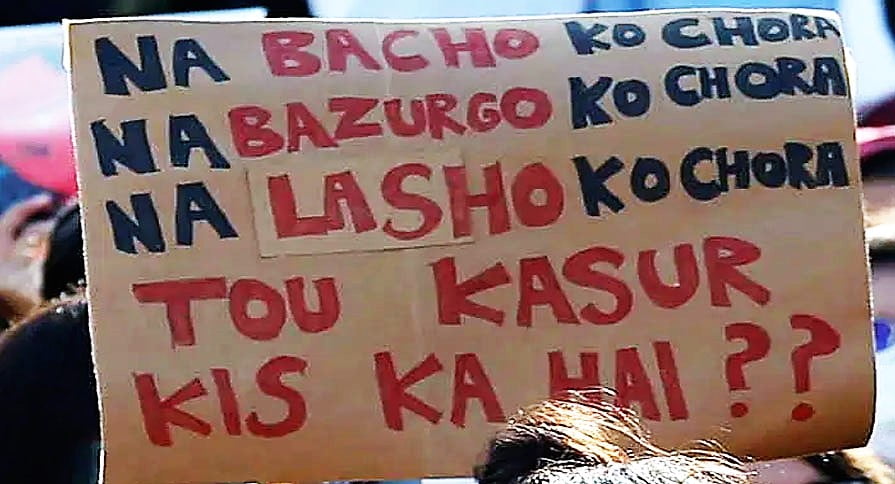 NA BACHO KO CHORA
NA BAZURGO KO CHORA
NA LASHO KO CHORA
TOU KASUR
KIS KA HAI ??